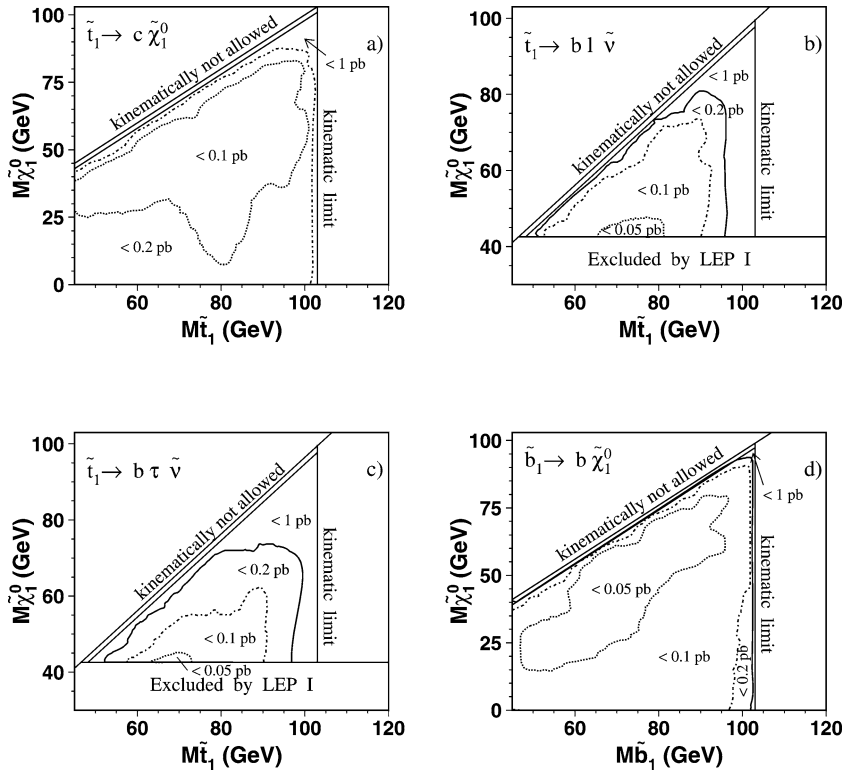 t̃₁ → c χ̃₁⁰
a)
kinematically not allowed
< 1 pb
< 0.1 pb
< 0.2 pb
kinematic limit
Mχ̃₁⁰ (GeV)
100
75
50
25
0
60 80 100 120
Mt̃₁ (GeV)
t̃₁ → b l ν̃
b)
kinematically not allowed
< 1 pb
< 0.2 pb
< 0.1 pb
< 0.05 pb
kinematic limit
Excluded by LEP I
Mχ̃₁⁰ (GeV)
100
80
60
40
60 80 100 120
Mt̃₁ (GeV)
t̃₁ → b τ ν̃
c)
kinematically not allowed
< 1 pb
< 0.2 pb
< 0.1 pb
< 0.05 pb
kinematic limit
Excluded by LEP I
Mχ̃₁⁰ (GeV)
100
80
60
40
60 80 100 120
Mt̃₁ (GeV)
b̃₁ → b χ̃₁⁰
d)
kinematically not allowed
< 1 pb
< 0.05 pb
< 0.1 pb
< 0.2 pb
kinematic limit
Mχ̃₁⁰ (GeV)
100
75
50
25
0
60 80 100 120
Mb̃₁ (GeV)